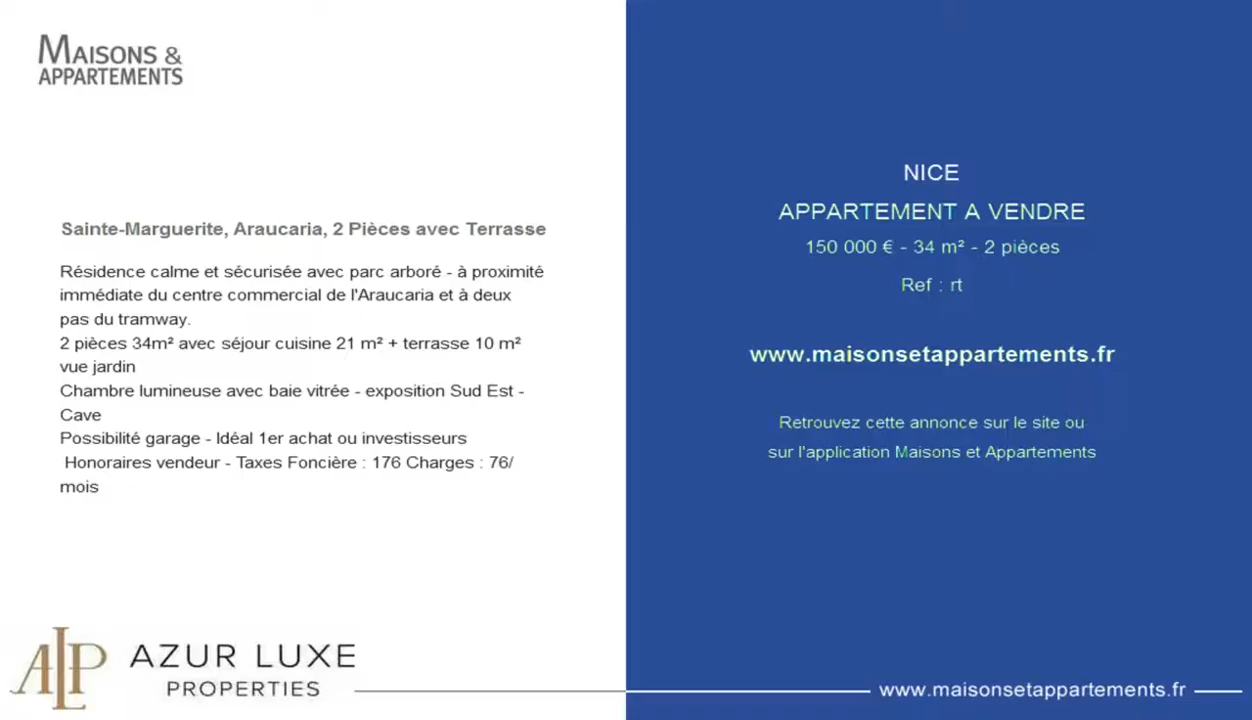 MAISONS &
APPARTEMENTS
Sainte-Marguerite, Araucaria, 2 Pièces avec Terrasse
Résidence calme et sécurisée avec parc arboré - à proximité
immédiate du centre commercial de l'Araucaria et à deux
pas du tramway.
2 pièces 34m² avec séjour cuisine 21 m² + terrasse 10 m²
vue jardin
Chambre lumineuse avec baie vitrée - exposition Sud Est -
Cave
Possibilité garage - Idéal 1er achat ou investisseurs
Honoraires vendeur - Taxes Foncière : 176 Charges : 76/
mois
ALP
AZUR LUXE
PROPERTIES
NICE
APPARTEMENT A VENDRE
150 000 € - 34 m² - 2 pièces
Ref : rt
www.maisonsetappartements.fr
Retrouvez cette annonce sur le site ou
sur l'application Maisons et Appartements
www.maisonsetappartements.fr